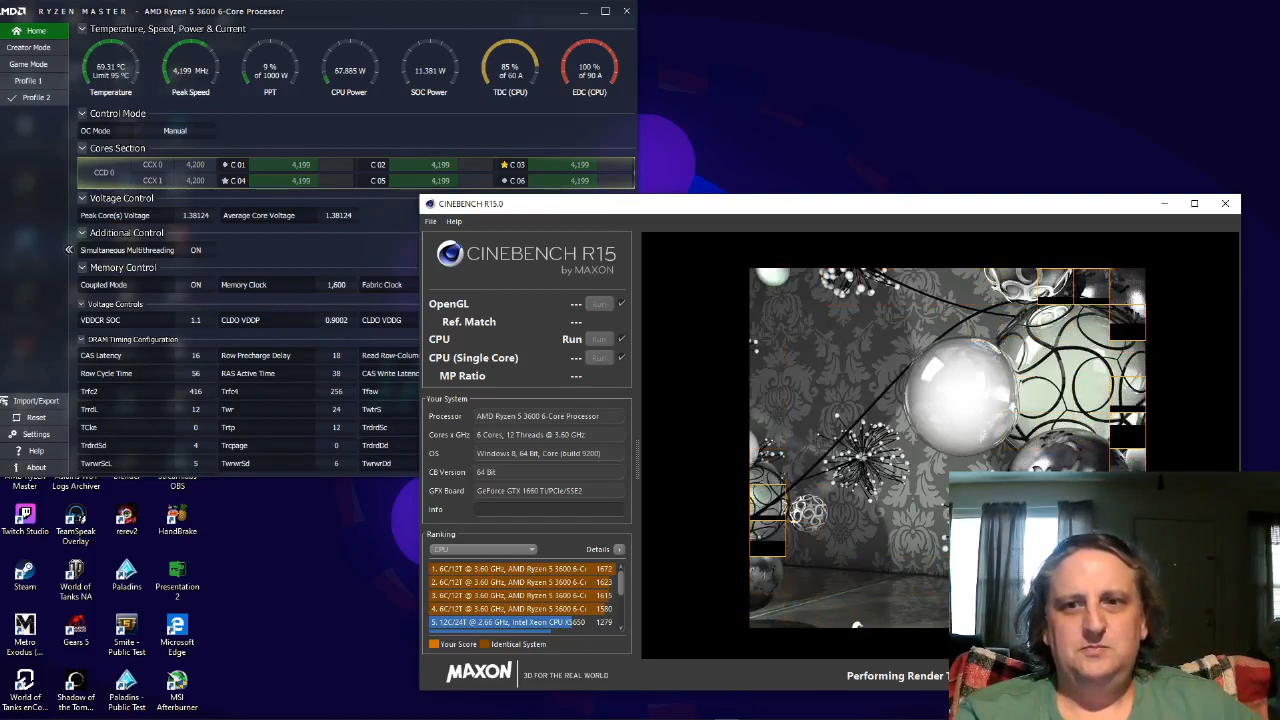 AMD RYZEN MASTER - AMD Ryzen 5 3600 6-Core Processor
Home
Creator Mode
Game Mode
Profile 1
Profile 2
Import/Export
Reset
Settings
Help
About
Temperature, Speed, Power & Current
69.31 °C
Limit 95 °C
Temperature
4,199 MHz
Peak Speed
9 %
of 1000 W
PPT
67.885 W
CPU Power
11.381 W
SOC Power
85 %
of 60 A
TDC (CPU)
100 %
of 90 A
EDC (CPU)
Control Mode
OC Mode Manual
Cores Section
CCD 0
CCX 0 4,200 C 01 4,199 C 02 4,199 C 03 4,199
CCX 1 4,200 C 04 4,199 C 05 4,199 C 06 4,199
Voltage Control
Peak Core(s) Voltage 1.38124 Average Core Voltage 1.38124
Additional Control
Simultaneous Multithreading ON
Memory Control
Coupled Mode ON Memory Clock 1,600 Fabric Clock
Voltage Controls
VDDCR SOC 1.1 CLDO VDDP 0.9002 CLDO VDDG
DRAM Timing Configuration
CAS Latency 16 Row Precharge Delay 18 Read Row-Colum
Row Cycle Time 56 RAS Active Time 38 CAS Write Latency
Trfc2 416 Trfc4 256 Tfaw
TrrdL 12 Twr 24 TwtrS
TCke 0 Trtp 12 TrdrdSc
TrdrdSd 4 Trcpage 0 TrdrdDd
TwrwrScL 5 TwrwrSd 6 TwrwrDd
CINEBENCH R15.0
File Help
CINEBENCH R15
by MAXON
OpenGL --- Run
Ref. Match ---
CPU Run Run
CPU (Single Core) --- Run
MP Ratio ---
Your System
Processor AMD Ryzen 5 3600 6-Core Processor
Cores x GHz 6 Cores, 12 Threads @ 3.60 GHz
OS Windows 8, 64 Bit, Core (build 9200)
CB Version 64 Bit
GFX Board GeForce GTX 1660 Ti/PCIe/SSE2
Info
Ranking
CPU Details
1. 6C/12T @ 3.60 GHz, AMD Ryzen 5 3600 6-C 1672
2. 6C/12T @ 3.60 GHz, AMD Ryzen 5 3600 6-C 1623
3. 6C/12T @ 3.60 GHz, AMD Ryzen 5 3600 6-C 1615
4. 6C/12T @ 3.60 GHz, AMD Ryzen 5 3600 6-C 1580
5. 12C/24T @ 2.66 GHz, Intel Xeon CPU X5650 1279
Your Score Identical System
MAXON 3D FOR THE REAL WORLD
Performing Render T
Master Logs Archiver OBS
Twitch Studio
TeamSpeak
Overlay
rerev2
HandBrake
Steam
World of
Tanks NA
Paladins
Presentation
2
Metro
Exodus (...
Gears 5
Smite - Public Test
Microsoft
Edge
World of
Tanks enCo...
Shadow of
the Tom...
Paladins -
Public Test
MSI
Afterburner